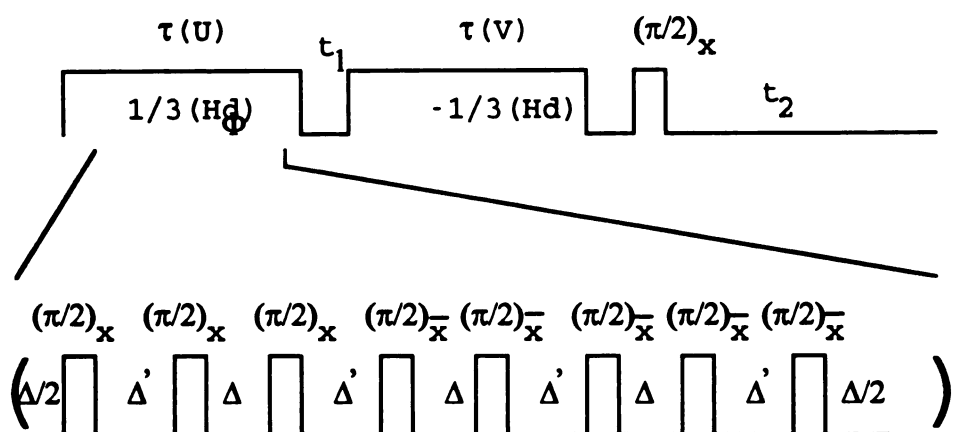 τ(U) t₁ τ(V) (π/2)ₓ
1/3(Hd)Φ -1/3(Hd) t₂
(π/2)ₓ (π/2)ₓ (π/2)ₓ (π/2)x̄ (π/2)x̄ (π/2)x̄ (π/2)x̄ (π/2)x̄
(Δ/2 Δ' Δ Δ' Δ Δ' Δ Δ' Δ/2 )